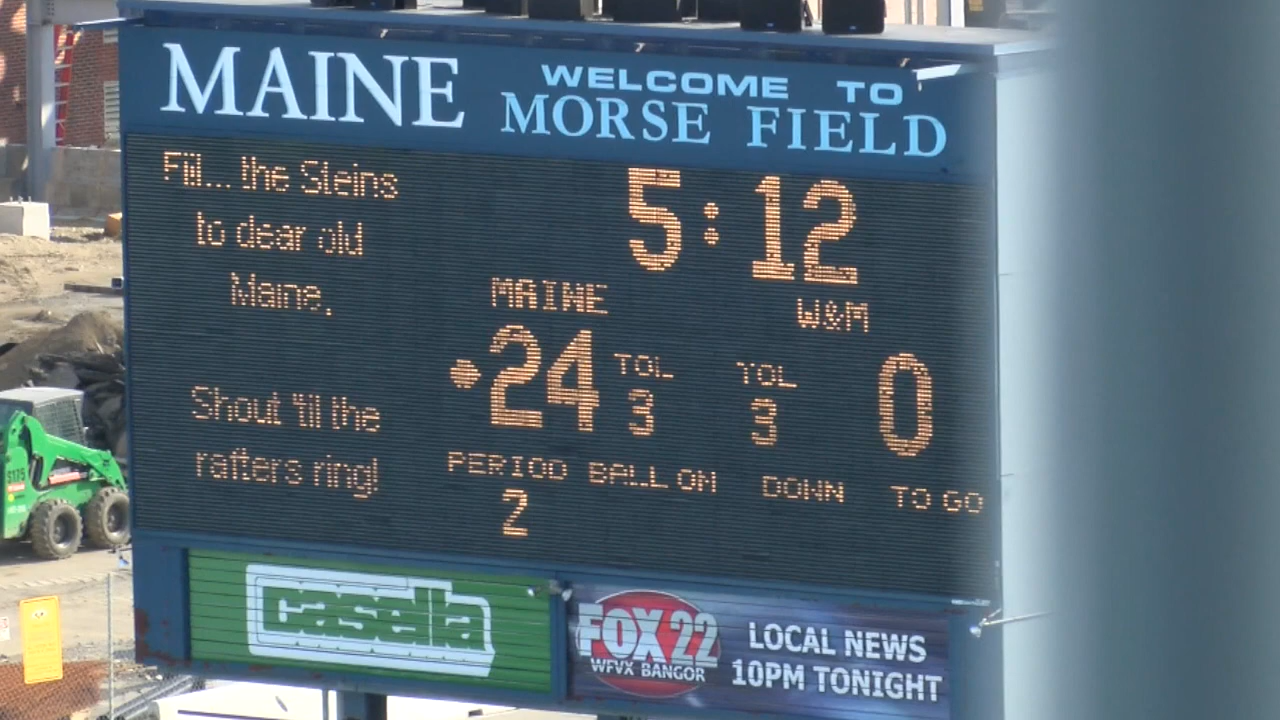 MAINE
WELCOME TO
MORSE FIELD
Fill... the Steins
to dear old
Maine,
Shout 'til the
rafters ring!
5:12
MAINE
W&M
24
TOL
3
TOL
3
0
PERIOD
2
BALL ON
DOWN
TO GO
casella
FOX 22
WFVX BANGOR
LOCAL NEWS
10PM TONIGHT
S175